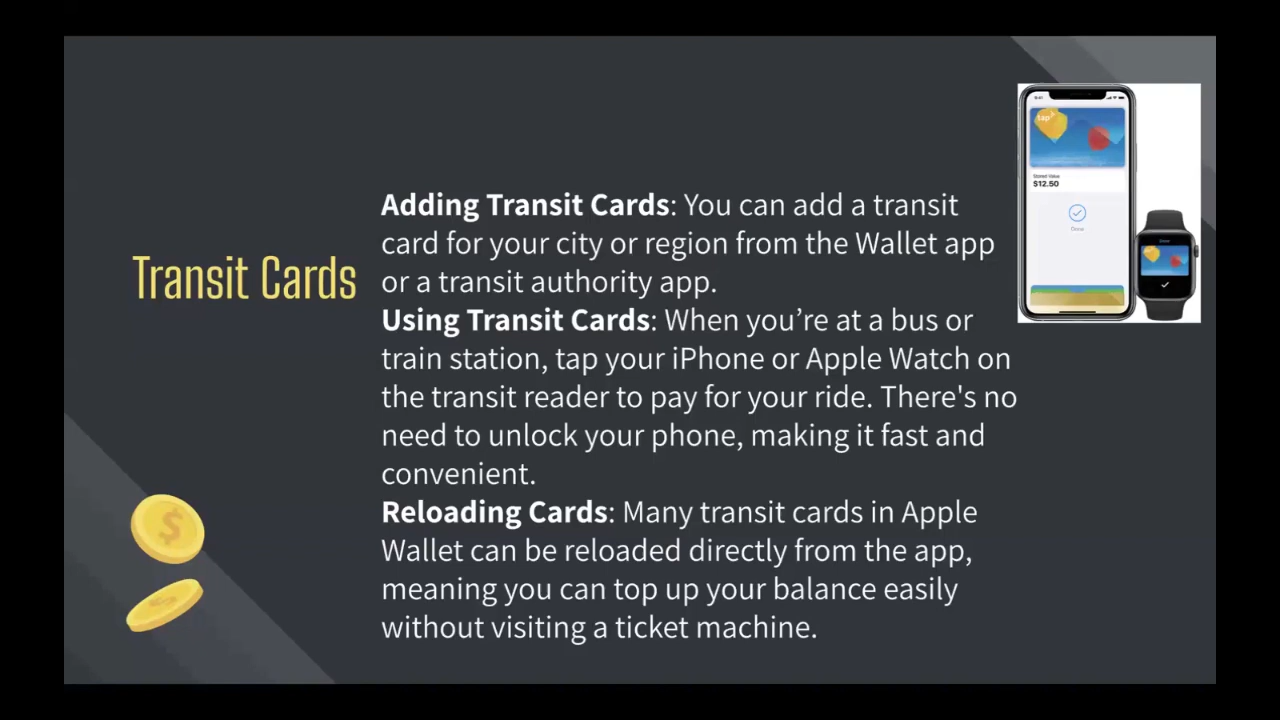 Transit Cards
Adding Transit Cards: You can add a transit
card for your city or region from the Wallet app
or a transit authority app.
Using Transit Cards: When you’re at a bus or
train station, tap your iPhone or Apple Watch on
the transit reader to pay for your ride. There's no
need to unlock your phone, making it fast and
convenient.
Reloading Cards: Many transit cards in Apple
Wallet can be reloaded directly from the app,
meaning you can top up your balance easily
without visiting a ticket machine.
tap
Stored Value
$12.50
Done
$